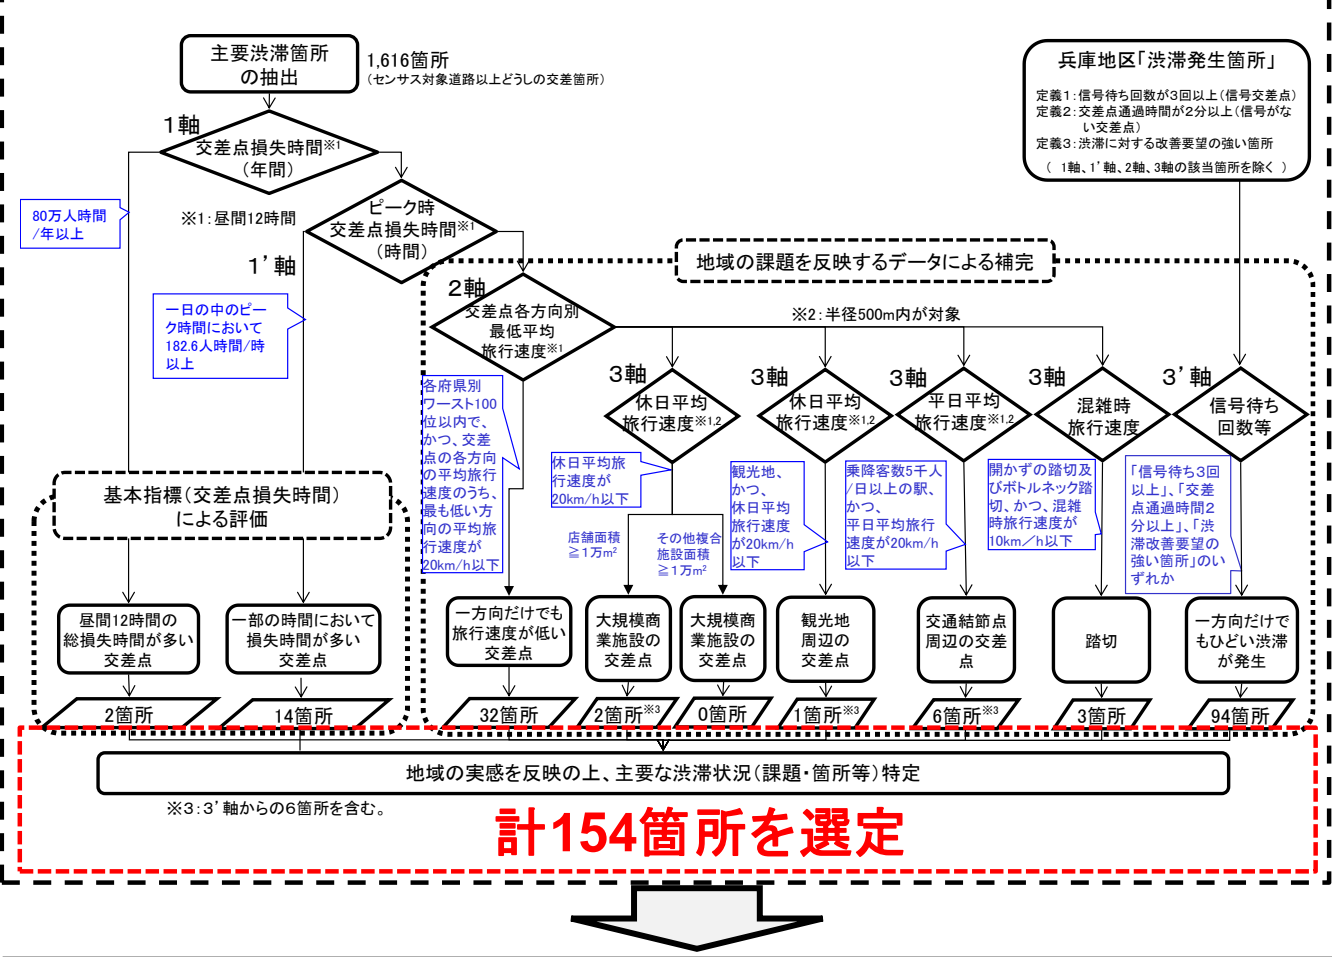 主要渋滞箇所
の抽出
1,616箇所
(センサス対象道路以上どうしの交差箇所)
兵庫地区「渋滞発生箇所」
定義1:信号待ち回数が3回以上(信号交差点)
定義2:交差点通過時間が2分以上(信号がな
い交差点)
定義3:渋滞に対する改善要望の強い箇所
( 1軸、1'軸、2軸、3軸の該当箇所を除く )
1軸
交差点損失時間※1
(年間)
80万人時間
/年以上
※1:昼間12時間
ピーク時
交差点損失時間※1
(時間)
1'軸
一日の中のピー
ク時間において
182.6人時間/時
以上
地域の課題を反映するデータによる補完
2軸
交差点各方向別
最低平均
旅行速度※1
※2:半径500m内が対象
各府県別
ワースト100
位以内で、
かつ、交差
点の各方向
の平均旅行
速度のうち、
最も低い方
向の平均旅
行速度が
20km/h以下
3軸
休日平均
旅行速度※1,2
3軸
休日平均
旅行速度※1,2
3軸
平日平均
旅行速度※1,2
3軸
混雑時
旅行速度
3'軸
信号待ち
回数等
休日平均旅
行速度が
20km/h以下
店舗面積
≧1万m²
その他複合
施設面積
≧1万m²
観光地、
かつ、
休日平均
旅行速度
が20km/h
以下
乗降客数5千人
/日以上の駅、
かつ、
平日平均旅行
速度が20km/h
以下
開かずの踏切及
びボトルネック踏
切、かつ、混雑
時旅行速度が
10km/h以下
「信号待ち3回
以上」、「交差
点通過時間2
分以上」、「渋
滞改善要望の
強い箇所」のい
ずれか
基本指標(交差点損失時間)
による評価
昼間12時間の
総損失時間が多い
交差点
一部の時間において
損失時間が多い
交差点
一方向だけでも
旅行速度が低い
交差点
大規模商
業施設の
交差点
大規模商
業施設の
交差点
観光地
周辺の
交差点
交通結節点
周辺の交差
点
踏切
一方向だけで
もひどい渋滞
が発生
2箇所
14箇所
32箇所
2箇所※3
0箇所
1箇所※3
6箇所※3
3箇所
94箇所
地域の実感を反映の上、主要な渋滞状況(課題・箇所等)特定
※3:3'軸からの6箇所を含む。
計154箇所を選定